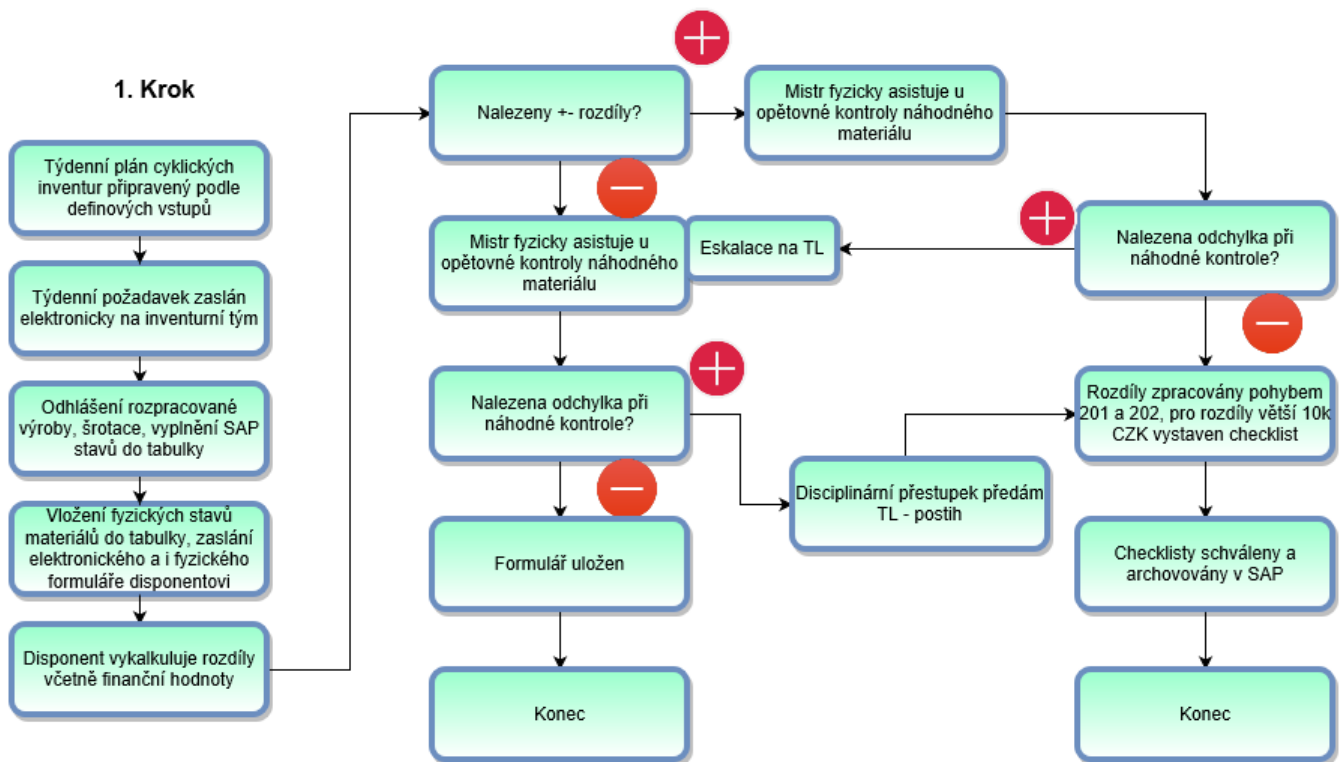 1. Krok
Týdenní plán cyklických
inventur připravený podle
definových vstupů
Týdenní požadavek zaslán
elektronicky na inventurní tým
Odhlášení rozpracované
výroby, šrotace, vyplnění SAP
stavů do tabulky
Vložení fyzických stavů
materiálů do tabulky, zaslání
elektronického a i fyzického
formuláře disponentovi
Disponent vykalkuluje rozdíly
včetně finanční hodnoty
Nalezeny +- rozdíly?
Mistr fyzicky asistuje u
opětovné kontroly náhodného
materiálu
Mistr fyzicky asistuje u
opětovné kontroly náhodného
materiálu
Eskalace na TL
Nalezena odchylka při
náhodné kontrole?
Nalezena odchylka při
náhodné kontrole?
Rozdíly zpracovány pohybem
201 a 202, pro rozdíly větší 10k
CZK vystaven checklist
Disciplinární přestupek předám
TL - postih
Formulář uložen
Checklisty schváleny a
archovovány v SAP
Konec
Konec